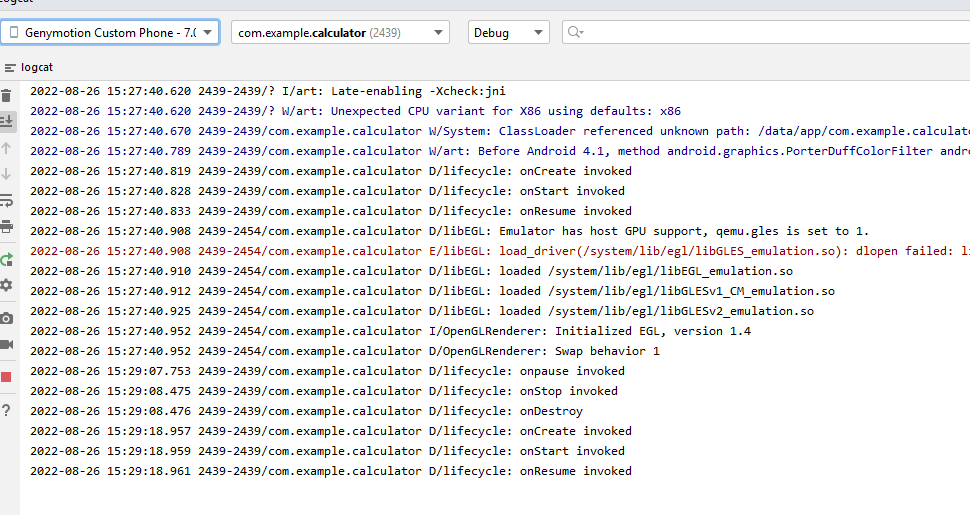 Genymotion Custom Phone - 7.0
com.example.calculator (2439)
Debug
logcat
2022-08-26 15:27:40.620 2439-2439/? I/art: Late-enabling -Xcheck:jni
2022-08-26 15:27:40.620 2439-2439/? W/art: Unexpected CPU variant for X86 using defaults: x86
2022-08-26 15:27:40.670 2439-2439/com.example.calculator W/System: ClassLoader referenced unknown path: /data/app/com.example.calculato
2022-08-26 15:27:40.789 2439-2439/com.example.calculator W/art: Before Android 4.1, method android.graphics.PorterDuffColorFilter andro
2022-08-26 15:27:40.819 2439-2439/com.example.calculator D/lifecycle: onCreate invoked
2022-08-26 15:27:40.828 2439-2439/com.example.calculator D/lifecycle: onStart invoked
2022-08-26 15:27:40.833 2439-2439/com.example.calculator D/lifecycle: onResume invoked
2022-08-26 15:27:40.908 2439-2454/com.example.calculator D/libEGL: Emulator has host GPU support, qemu.gles is set to 1.
2022-08-26 15:27:40.908 2439-2454/com.example.calculator E/libEGL: load_driver(/system/lib/egl/libGLES_emulation.so): dlopen failed: li
2022-08-26 15:27:40.910 2439-2454/com.example.calculator D/libEGL: loaded /system/lib/egl/libEGL_emulation.so
2022-08-26 15:27:40.912 2439-2454/com.example.calculator D/libEGL: loaded /system/lib/egl/libGLESv1_CM_emulation.so
2022-08-26 15:27:40.925 2439-2454/com.example.calculator D/libEGL: loaded /system/lib/egl/libGLESv2_emulation.so
2022-08-26 15:27:40.952 2439-2454/com.example.calculator I/OpenGLRenderer: Initialized EGL, version 1.4
2022-08-26 15:27:40.952 2439-2454/com.example.calculator D/OpenGLRenderer: Swap behavior 1
2022-08-26 15:29:07.753 2439-2439/com.example.calculator D/lifecycle: onpause invoked
2022-08-26 15:29:08.475 2439-2439/com.example.calculator D/lifecycle: onStop invoked
2022-08-26 15:29:08.476 2439-2439/com.example.calculator D/lifecycle: onDestroy
2022-08-26 15:29:18.957 2439-2439/com.example.calculator D/lifecycle: onCreate invoked
2022-08-26 15:29:18.959 2439-2439/com.example.calculator D/lifecycle: onStart invoked
2022-08-26 15:29:18.961 2439-2439/com.example.calculator D/lifecycle: onResume invoked